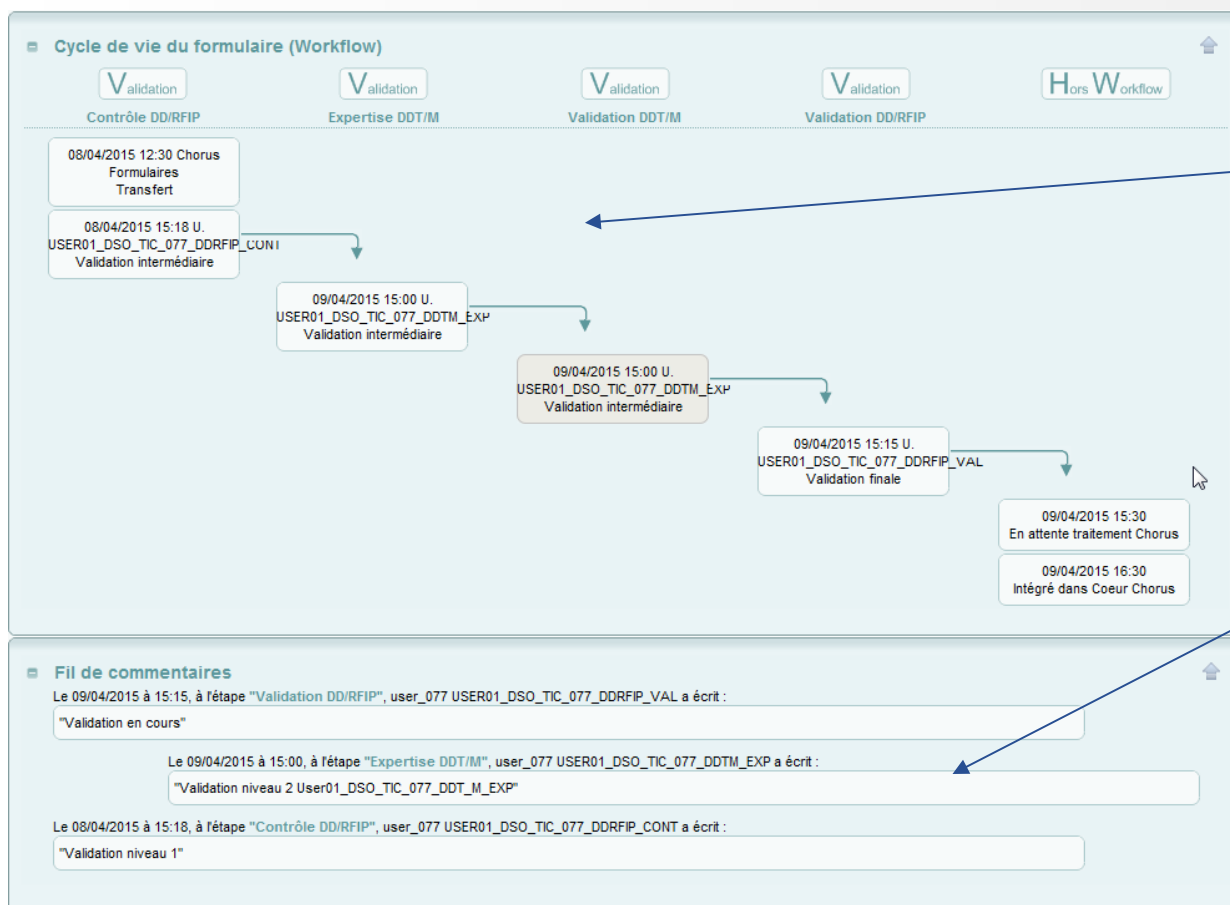 Cycle de vie du formulaire (Workflow)
Validation Validation Validation Validation Hors Workflow
Contrôle DD/RFIP Expertise DDT/M Validation DDT/M Validation DD/RFIP
08/04/2015 12:30 Chorus
Formulaires
Transfert
08/04/2015 15:18 U.
USER01_DSO_TIC_077_DDRFIP_CONT
Validation intermédiaire
09/04/2015 15:00 U.
USER01_DSO_TIC_077_DDTM_EXP
Validation intermédiaire
09/04/2015 15:00 U.
USER01_DSO_TIC_077_DDTM_EXP
Validation intermédiaire
09/04/2015 15:15 U.
USER01_DSO_TIC_077_DDRFIP_VAL
Validation finale
09/04/2015 15:30
En attente traitement Chorus
09/04/2015 16:30
Intégré dans Coeur Chorus
Fil de commentaires
Le 09/04/2015 à 15:15, à l'étape "Validation DD/RFIP", user_077 USER01_DSO_TIC_077_DDRFIP_VAL a écrit :
"Validation en cours"
Le 09/04/2015 à 15:00, à l'étape "Expertise DDT/M", user_077 USER01_DSO_TIC_077_DDTM_EXP a écrit :
"Validation niveau 2 User01_DSO_TIC_077_DDT_M_EXP"
Le 08/04/2015 à 15:18, à l'étape "Contrôle DD/RFIP", user_077 USER01_DSO_TIC_077_DDRFIP_CONT a écrit :
"Validation niveau 1"